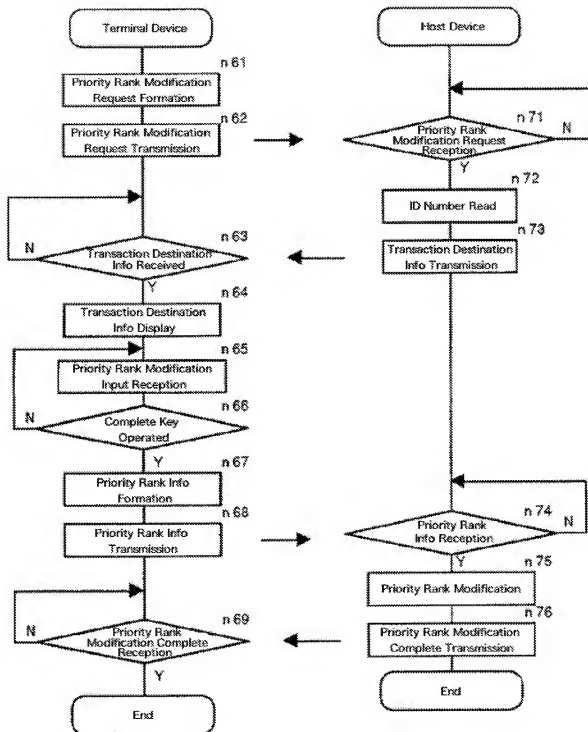 Terminal Device
n 61
Priority Rank Modification
Request Formation
n 62
Priority Rank Modification
Request Transmission
N
n 63
Transaction Destination
Info Received
Y
n 64
Transaction Destination
Info Display
n 65
Priority Rank Modification
Input Reception
n 66
N
Complete Key
Operated
Y
n 67
Priority Rank Info
Formation
n 68
Priority Rank Info
Transmission
n 69
N
Priority Rank
Modification Complete
Reception
Y
End
Host Device
n 71
Priority Rank
Modification Request
Reception
N
Y
n 72
ID Number Read
n 73
Transaction Destination
Info Transmission
n 74
Priority Rank
Info Reception
N
Y
n 75
Priority Rank Modification
n 76
Priority Rank Modification
Complete Transmission
End